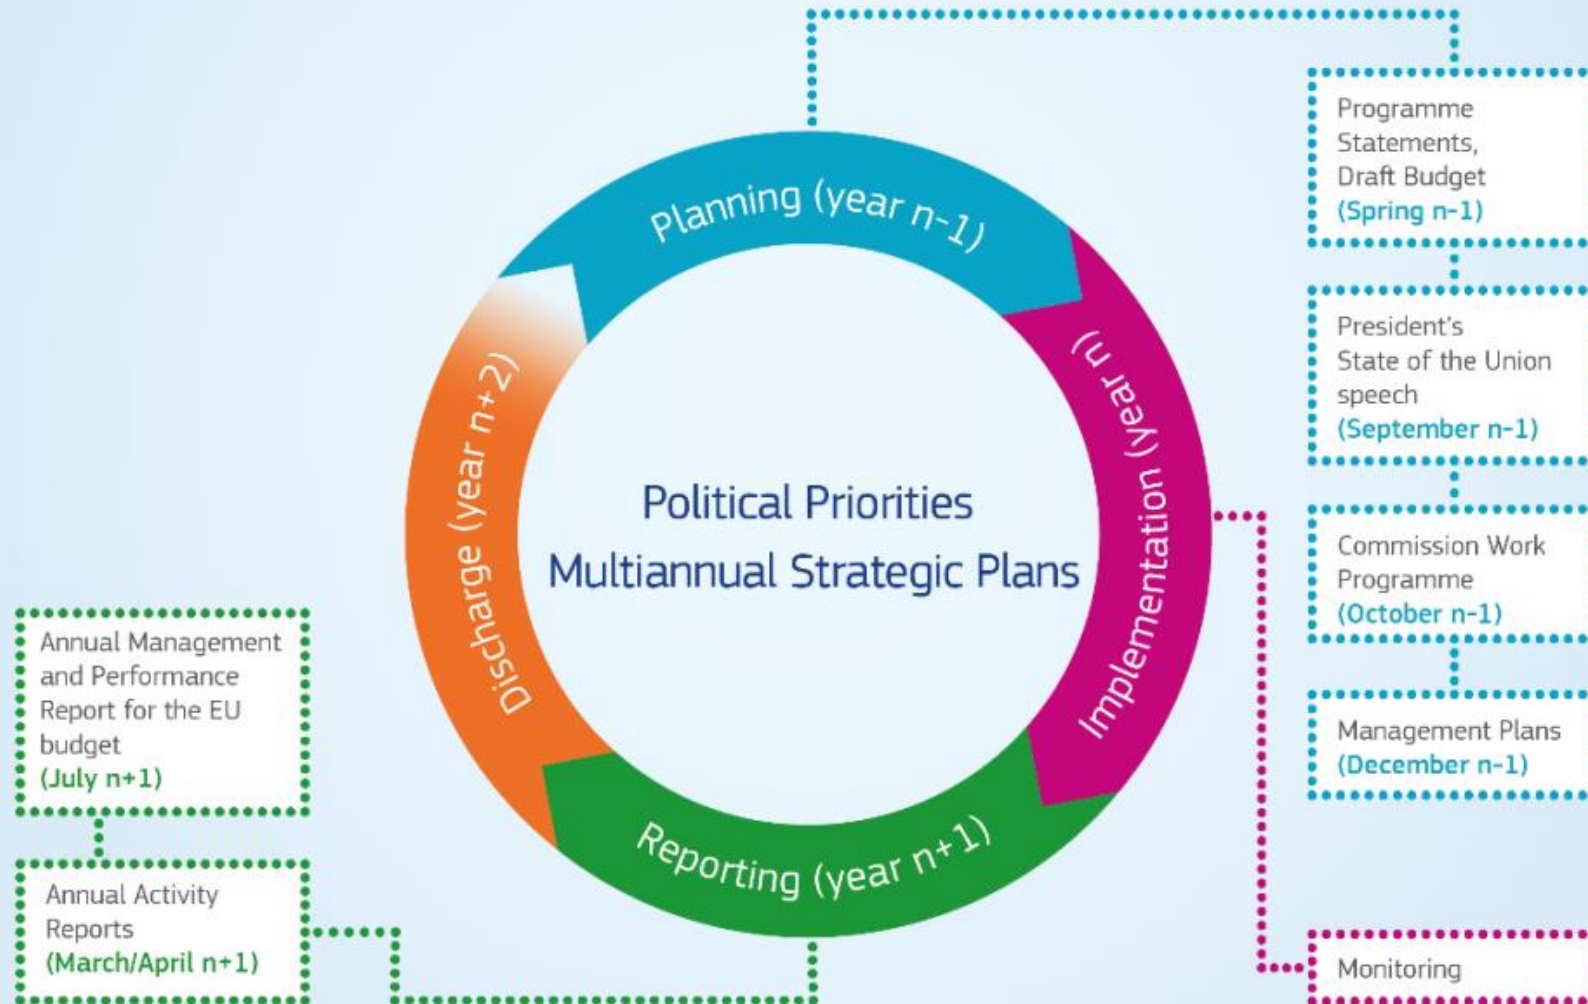 Planning (year n-1)
Implementation (year n)
Reporting (year n+1)
Discharge (year n+2)
Political Priorities
Multiannual Strategic Plans
Programme
Statements,
Draft Budget
(Spring n-1)
President's
State of the Union
speech
(September n-1)
Commission Work
Programme
(October n-1)
Management Plans
(December n-1)
Monitoring
Annual Management
and Performance
Report for the EU
budget
(July n+1)
Annual Activity
Reports
(March/April n+1)